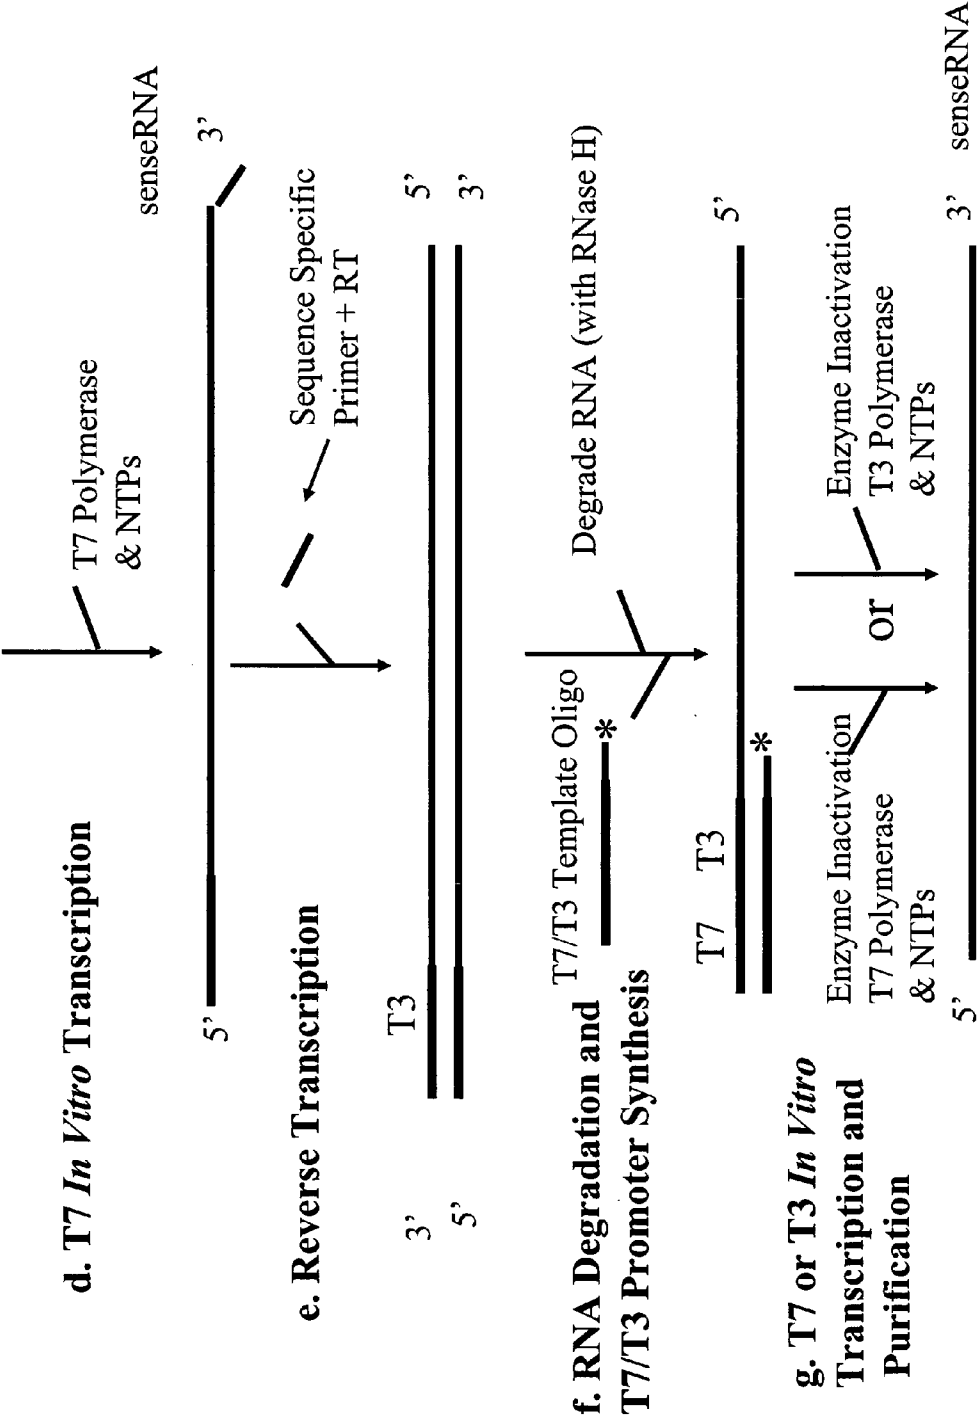 d. T7 In Vitro Transcription
T7 Polymerase
& NTPs
senseRNA
5’
3’
e. Reverse Transcription
Sequence Specific
Primer + RT
T3
3’
5’
5’
3’
f. RNA Degradation and
T7/T3 Promoter Synthesis
T7/T3 Template Oligo
*
Degrade RNA (with RNase H)
T7 T3
5’
*
g. T7 or T3 In Vitro
Transcription and
Purification
Enzyme Inactivation
T7 Polymerase
& NTPs
or
Enzyme Inactivation
T3 Polymerase
& NTPs
5’
3’
senseRNA